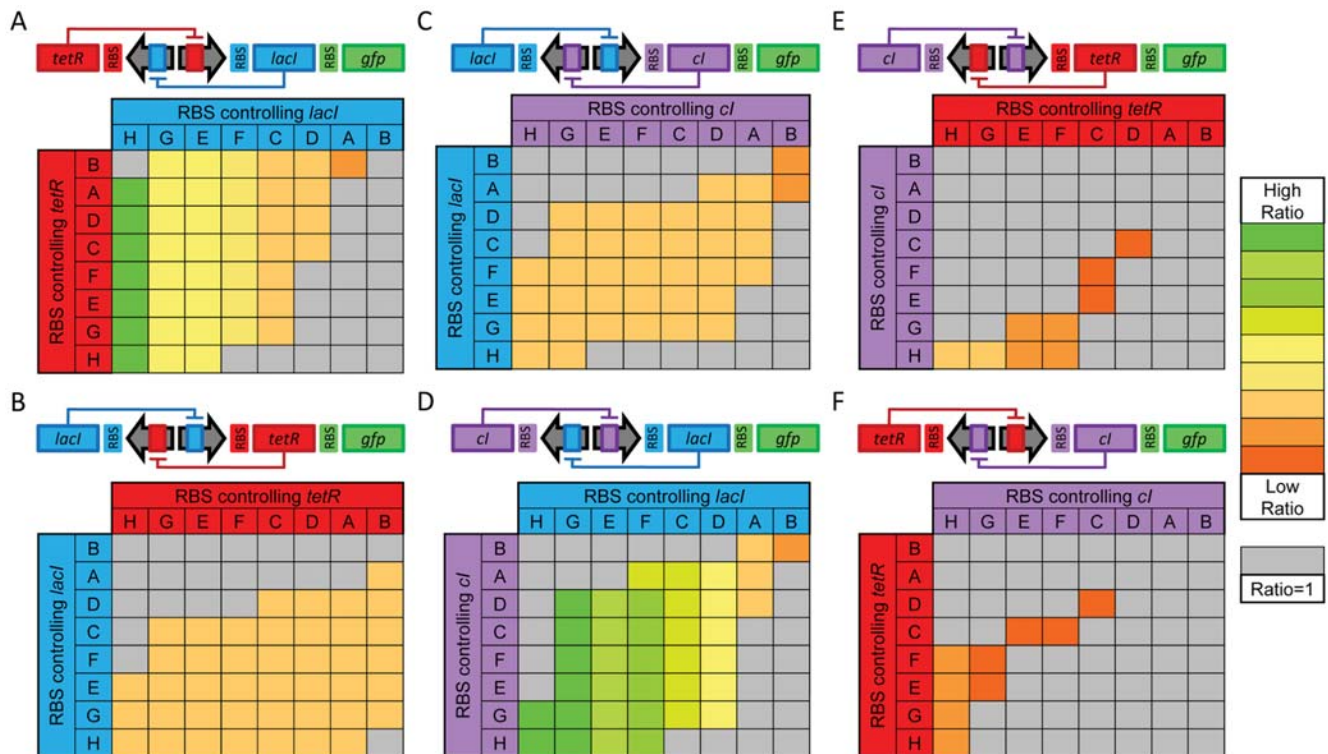 A
tetR RBS RBS lacI RBS gfp
RBS controlling lacI
H G E F C D A B
RBS controlling tetR
B
A
D
C
F
E
G
H
C
lacI RBS RBS cI RBS gfp
RBS controlling cI
H G E F C D A B
RBS controlling lacI
B
A
D
C
F
E
G
H
E
cI RBS RBS tetR RBS gfp
RBS controlling tetR
H G E F C D A B
RBS controlling cI
B
A
D
C
F
E
G
H
High
Ratio
Low
Ratio
Ratio=1
B
lacI RBS RBS tetR RBS gfp
RBS controlling tetR
H G E F C D A B
RBS controlling lacI
B
A
D
C
F
E
G
H
D
cI RBS RBS lacI RBS gfp
RBS controlling lacI
H G E F C D A B
RBS controlling cI
B
A
D
C
F
E
G
H
F
tetR RBS RBS cI RBS gfp
RBS controlling cI
H G E F C D A B
RBS controlling tetR
B
A
D
C
F
E
G
H